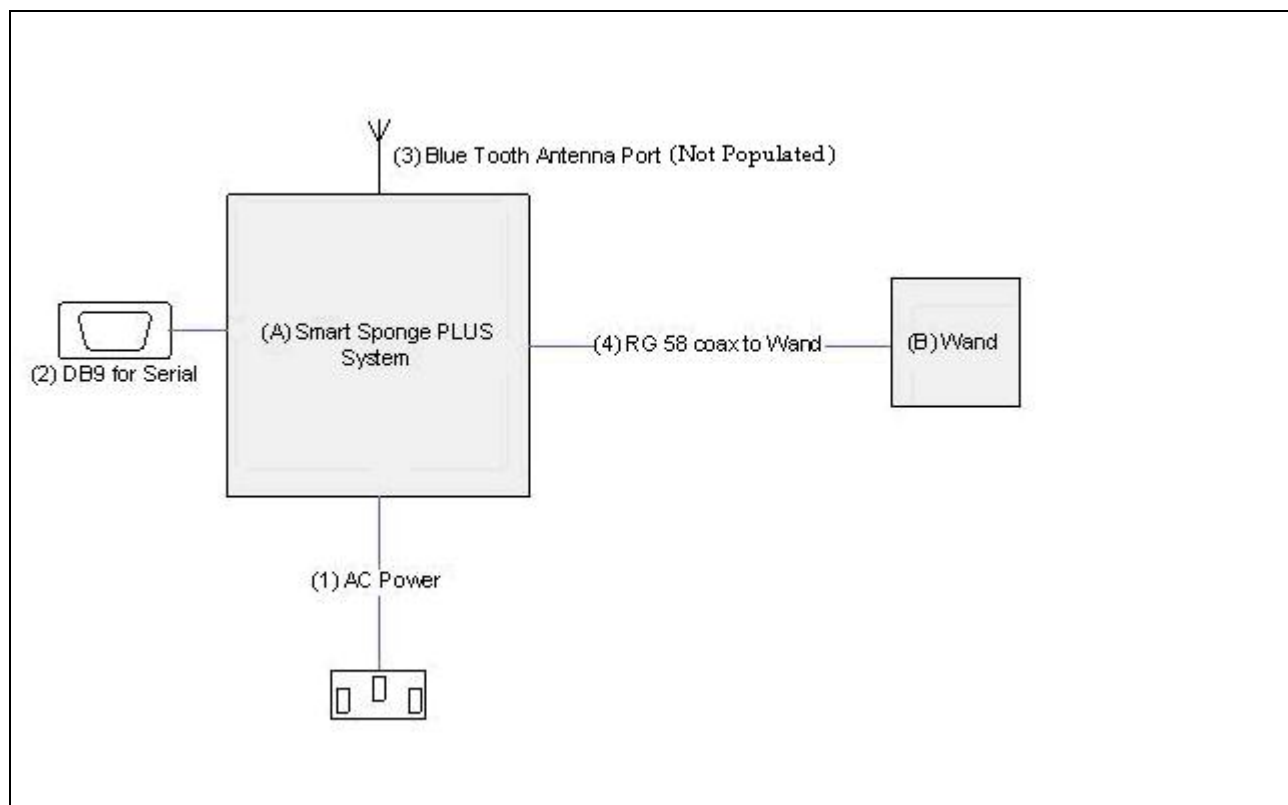 (3) Blue Tooth Antenna Port (Not Populated)
(A) Smart Sponge PLUS
System
(2) DB9 for Serial
(4) RG 58 coax to Wand
(B) Wand
(1) AC Power